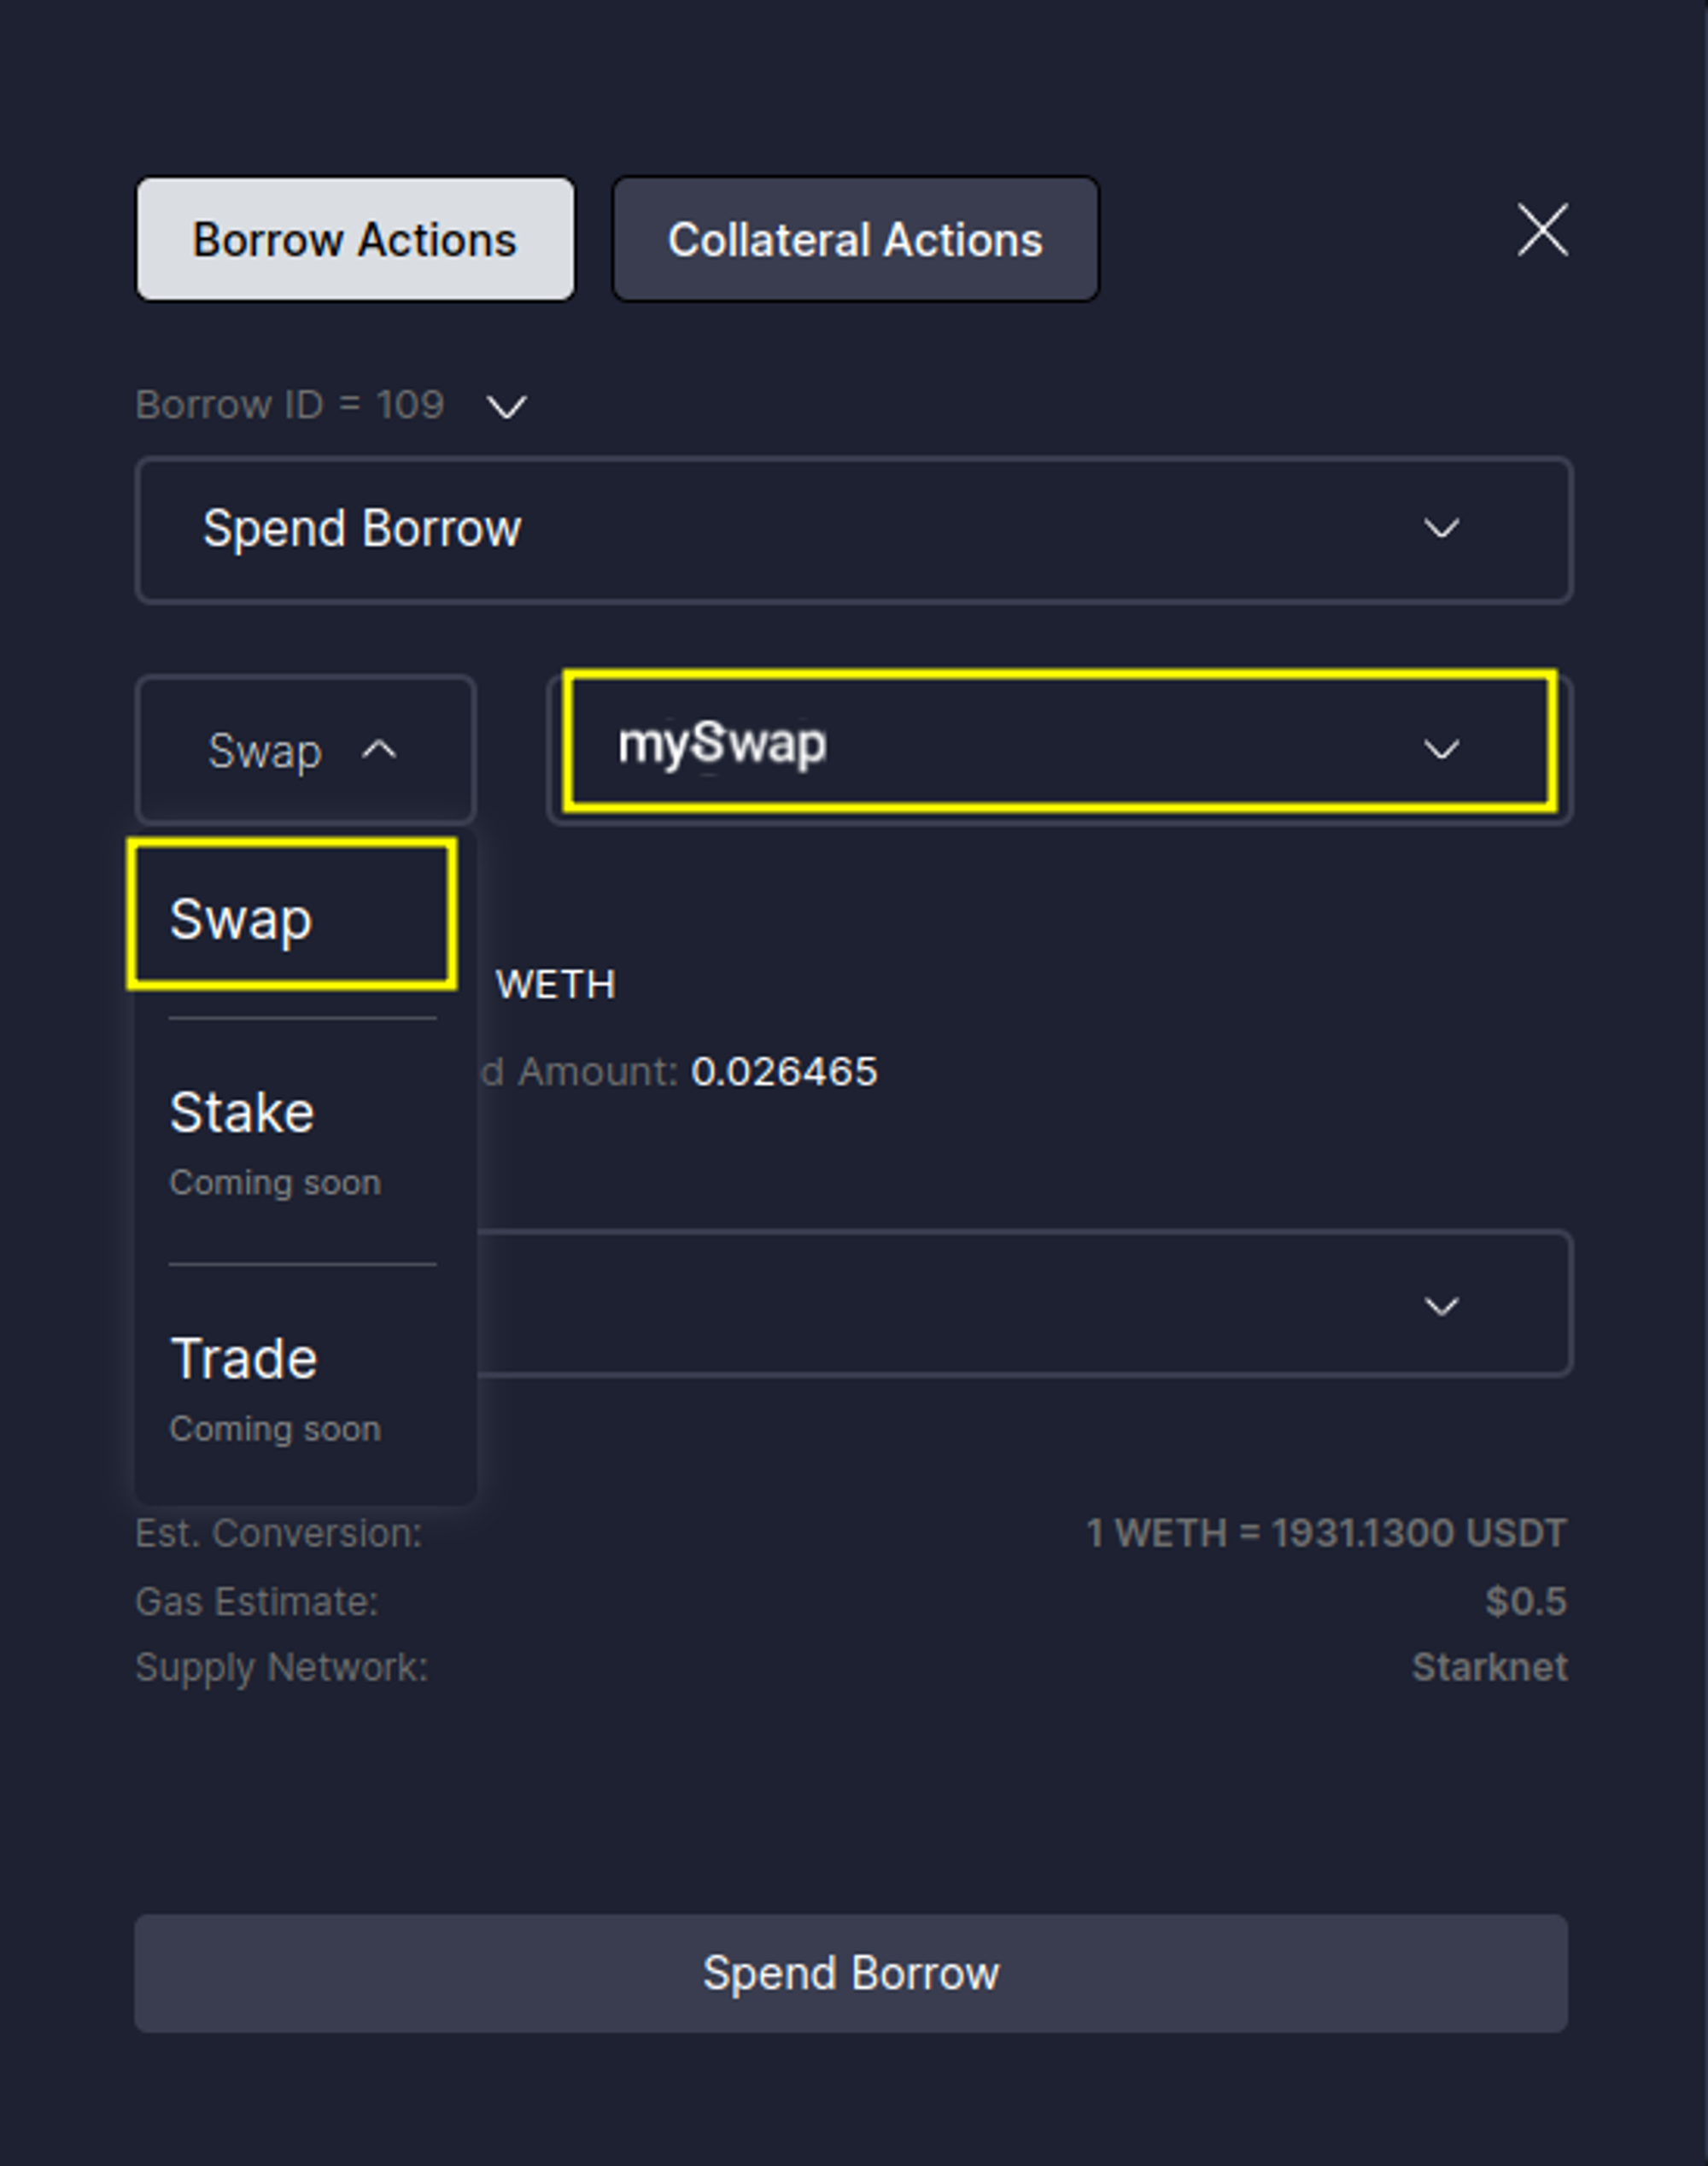 Borrow Actions Collateral Actions
Borrow ID = 109
Spend Borrow
Swap mySwap
Swap
WETH
d Amount: 0.026465
Stake
Coming soon
Trade
Coming soon
Est. Conversion: 1 WETH = 1931.1300 USDT
Gas Estimate: $0.5
Supply Network: Starknet
Spend Borrow